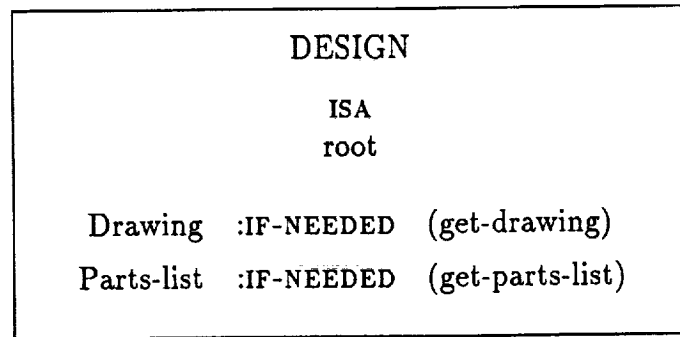 DESIGN
ISA
root
Drawing :IF-NEEDED (get-drawing)
Parts-list :IF-NEEDED (get-parts-list)